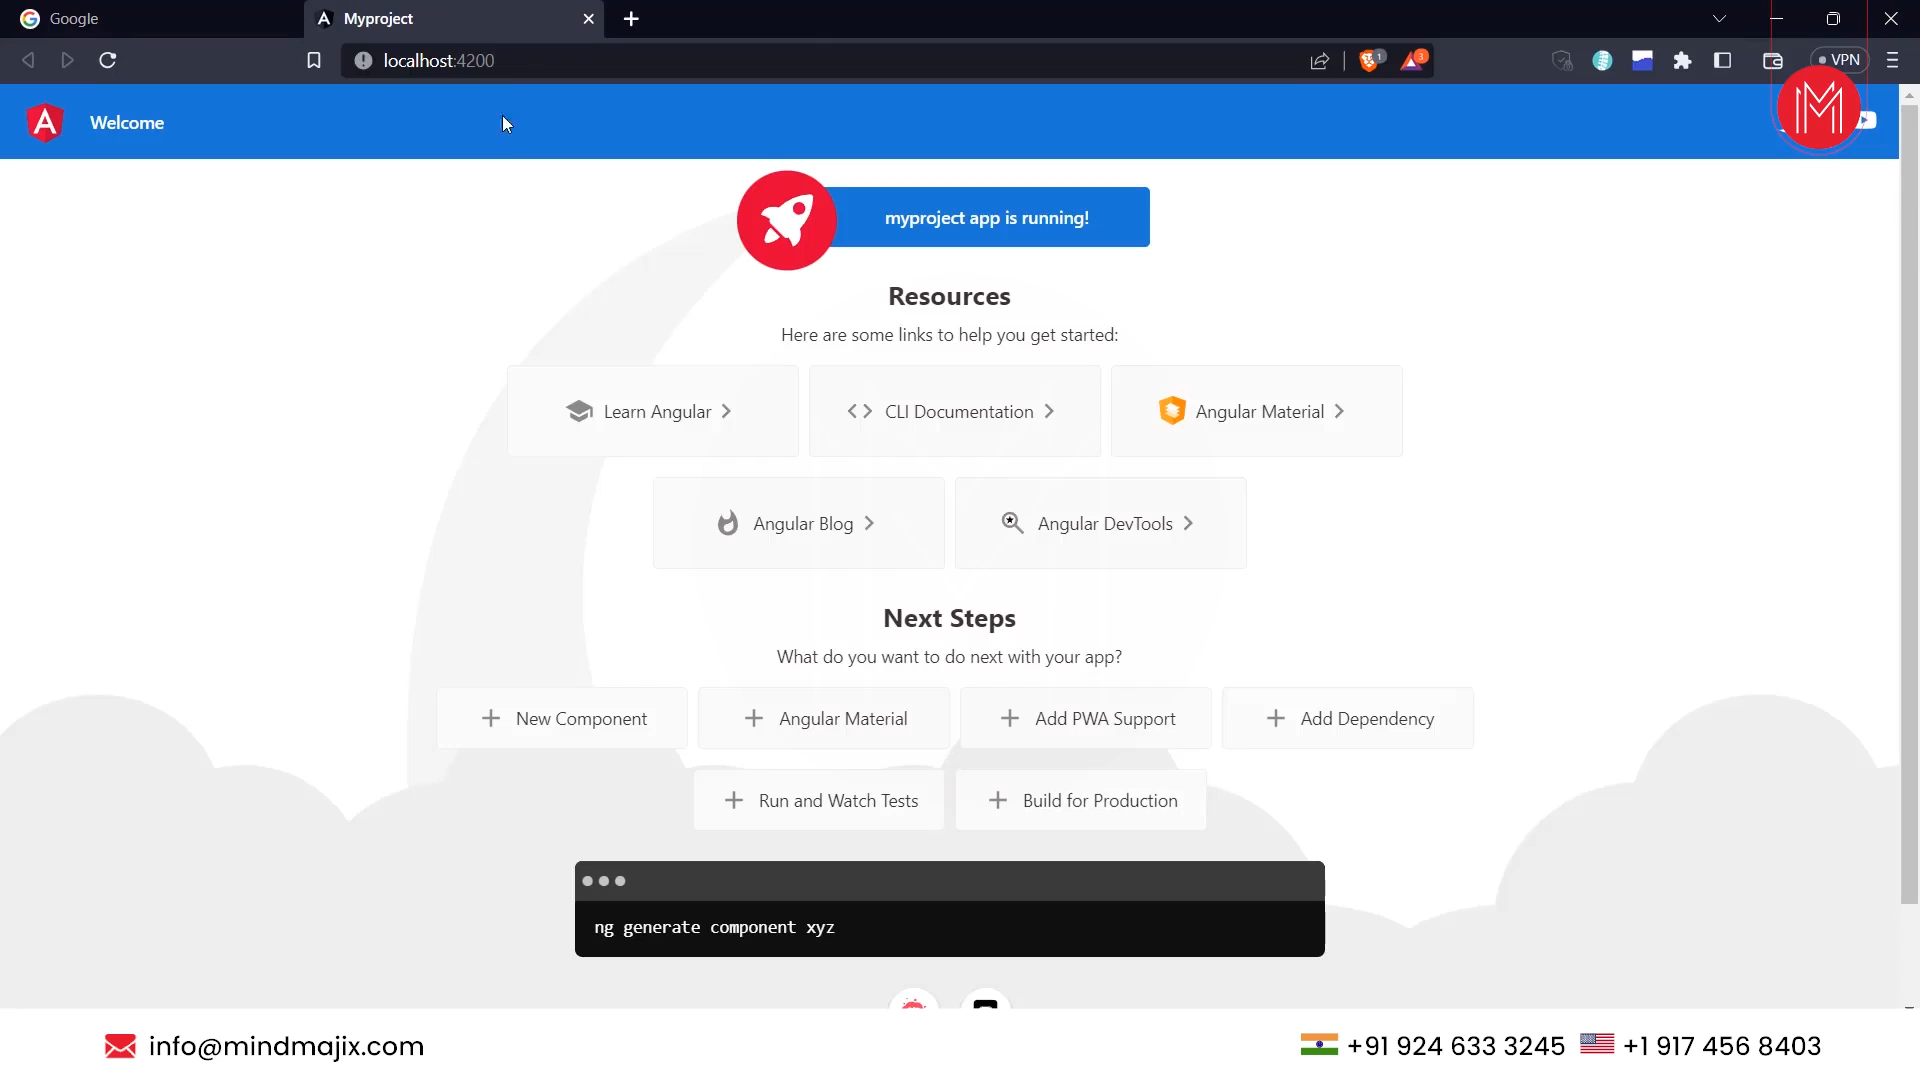 Google
Myproject
localhost:4200
1
3
VPN
Welcome
myproject app is running!
Resources
Here are some links to help you get started:
Learn Angular
CLI Documentation
Angular Material
Angular Blog
Angular DevTools
Next Steps
What do you want to do next with your app?
New Component
Angular Material
Add PWA Support
Add Dependency
Run and Watch Tests
Build for Production
ng generate component xyz
info@mindmajix.com
+91 924 633 3245
+1 917 456 8403